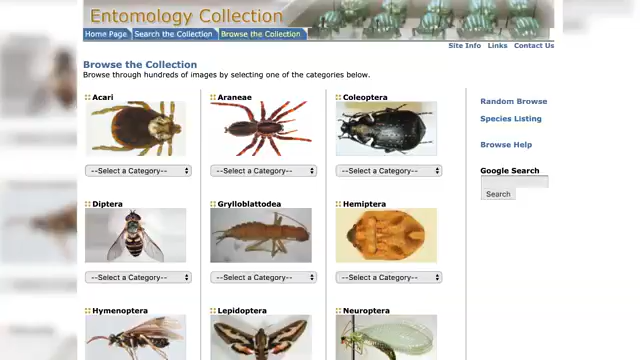 Entomology Collection
Home Page Search the Collection Browse the Collection
Site Info Links Contact Us
Browse the Collection
Browse through hundreds of images by selecting one of the categories below.
Acari Araneae Coleoptera
Random Browse
Species Listing
Browse Help
--Select a Category-- --Select a Category-- --Select a Category--
Google Search
Search
Diptera Grylloblattodea Hemiptera
--Select a Category-- --Select a Category-- --Select a Category--
Hymenoptera Lepidoptera Neuroptera